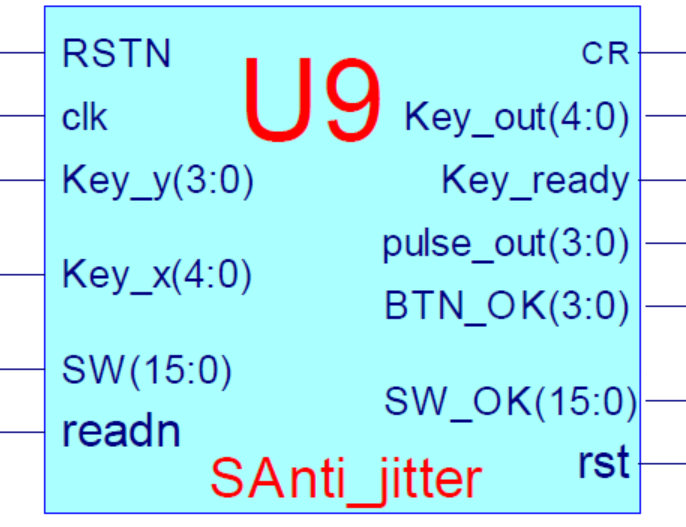 RSTN
U9
CR
clk
Key_out(4:0)
Key_y(3:0)
Key_ready
pulse_out(3:0)
Key_x(4:0)
BTN_OK(3:0)
SW(15:0)
SW_OK(15:0)
readn
rst
SAnti_jitter